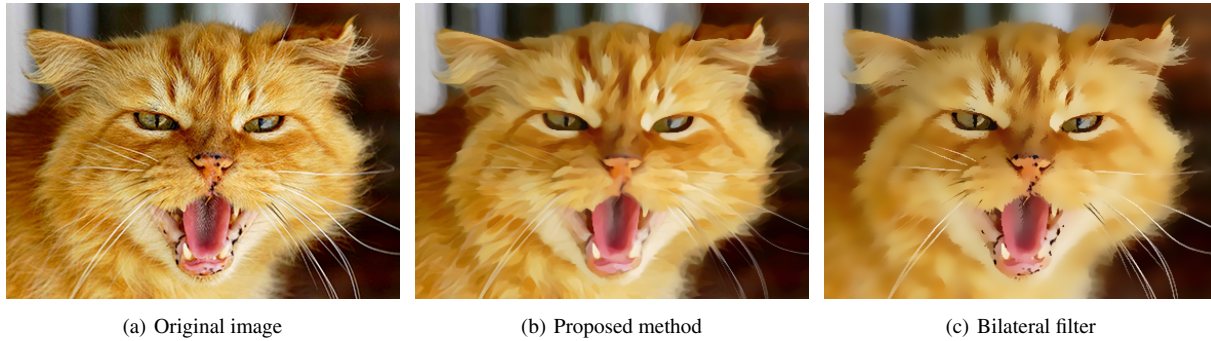 (a) Original image
(b) Proposed method
(c) Bilateral filter